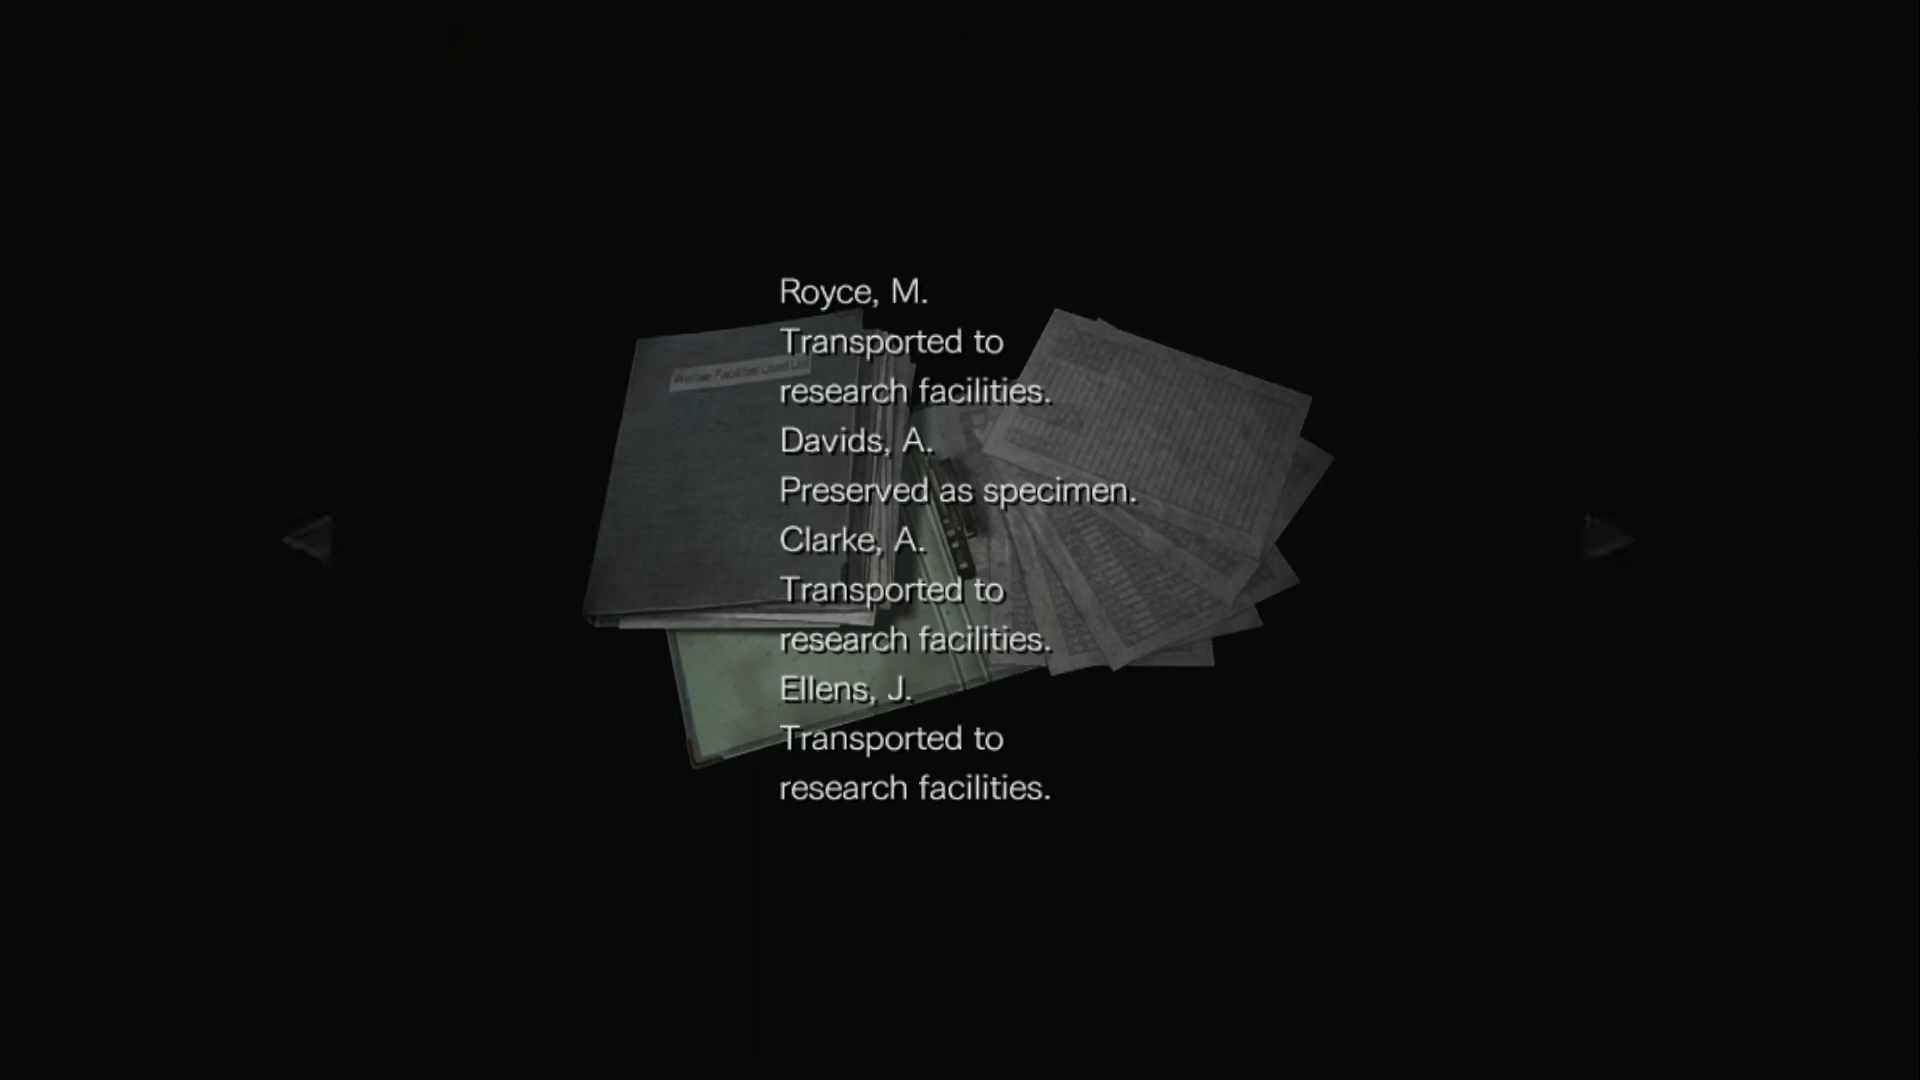 Royce, M.
Transported to
research facilities.
Davids, A.
Preserved as specimen.
Clarke, A.
Transported to
research facilities.
Ellens, J.
Transported to
research facilities.